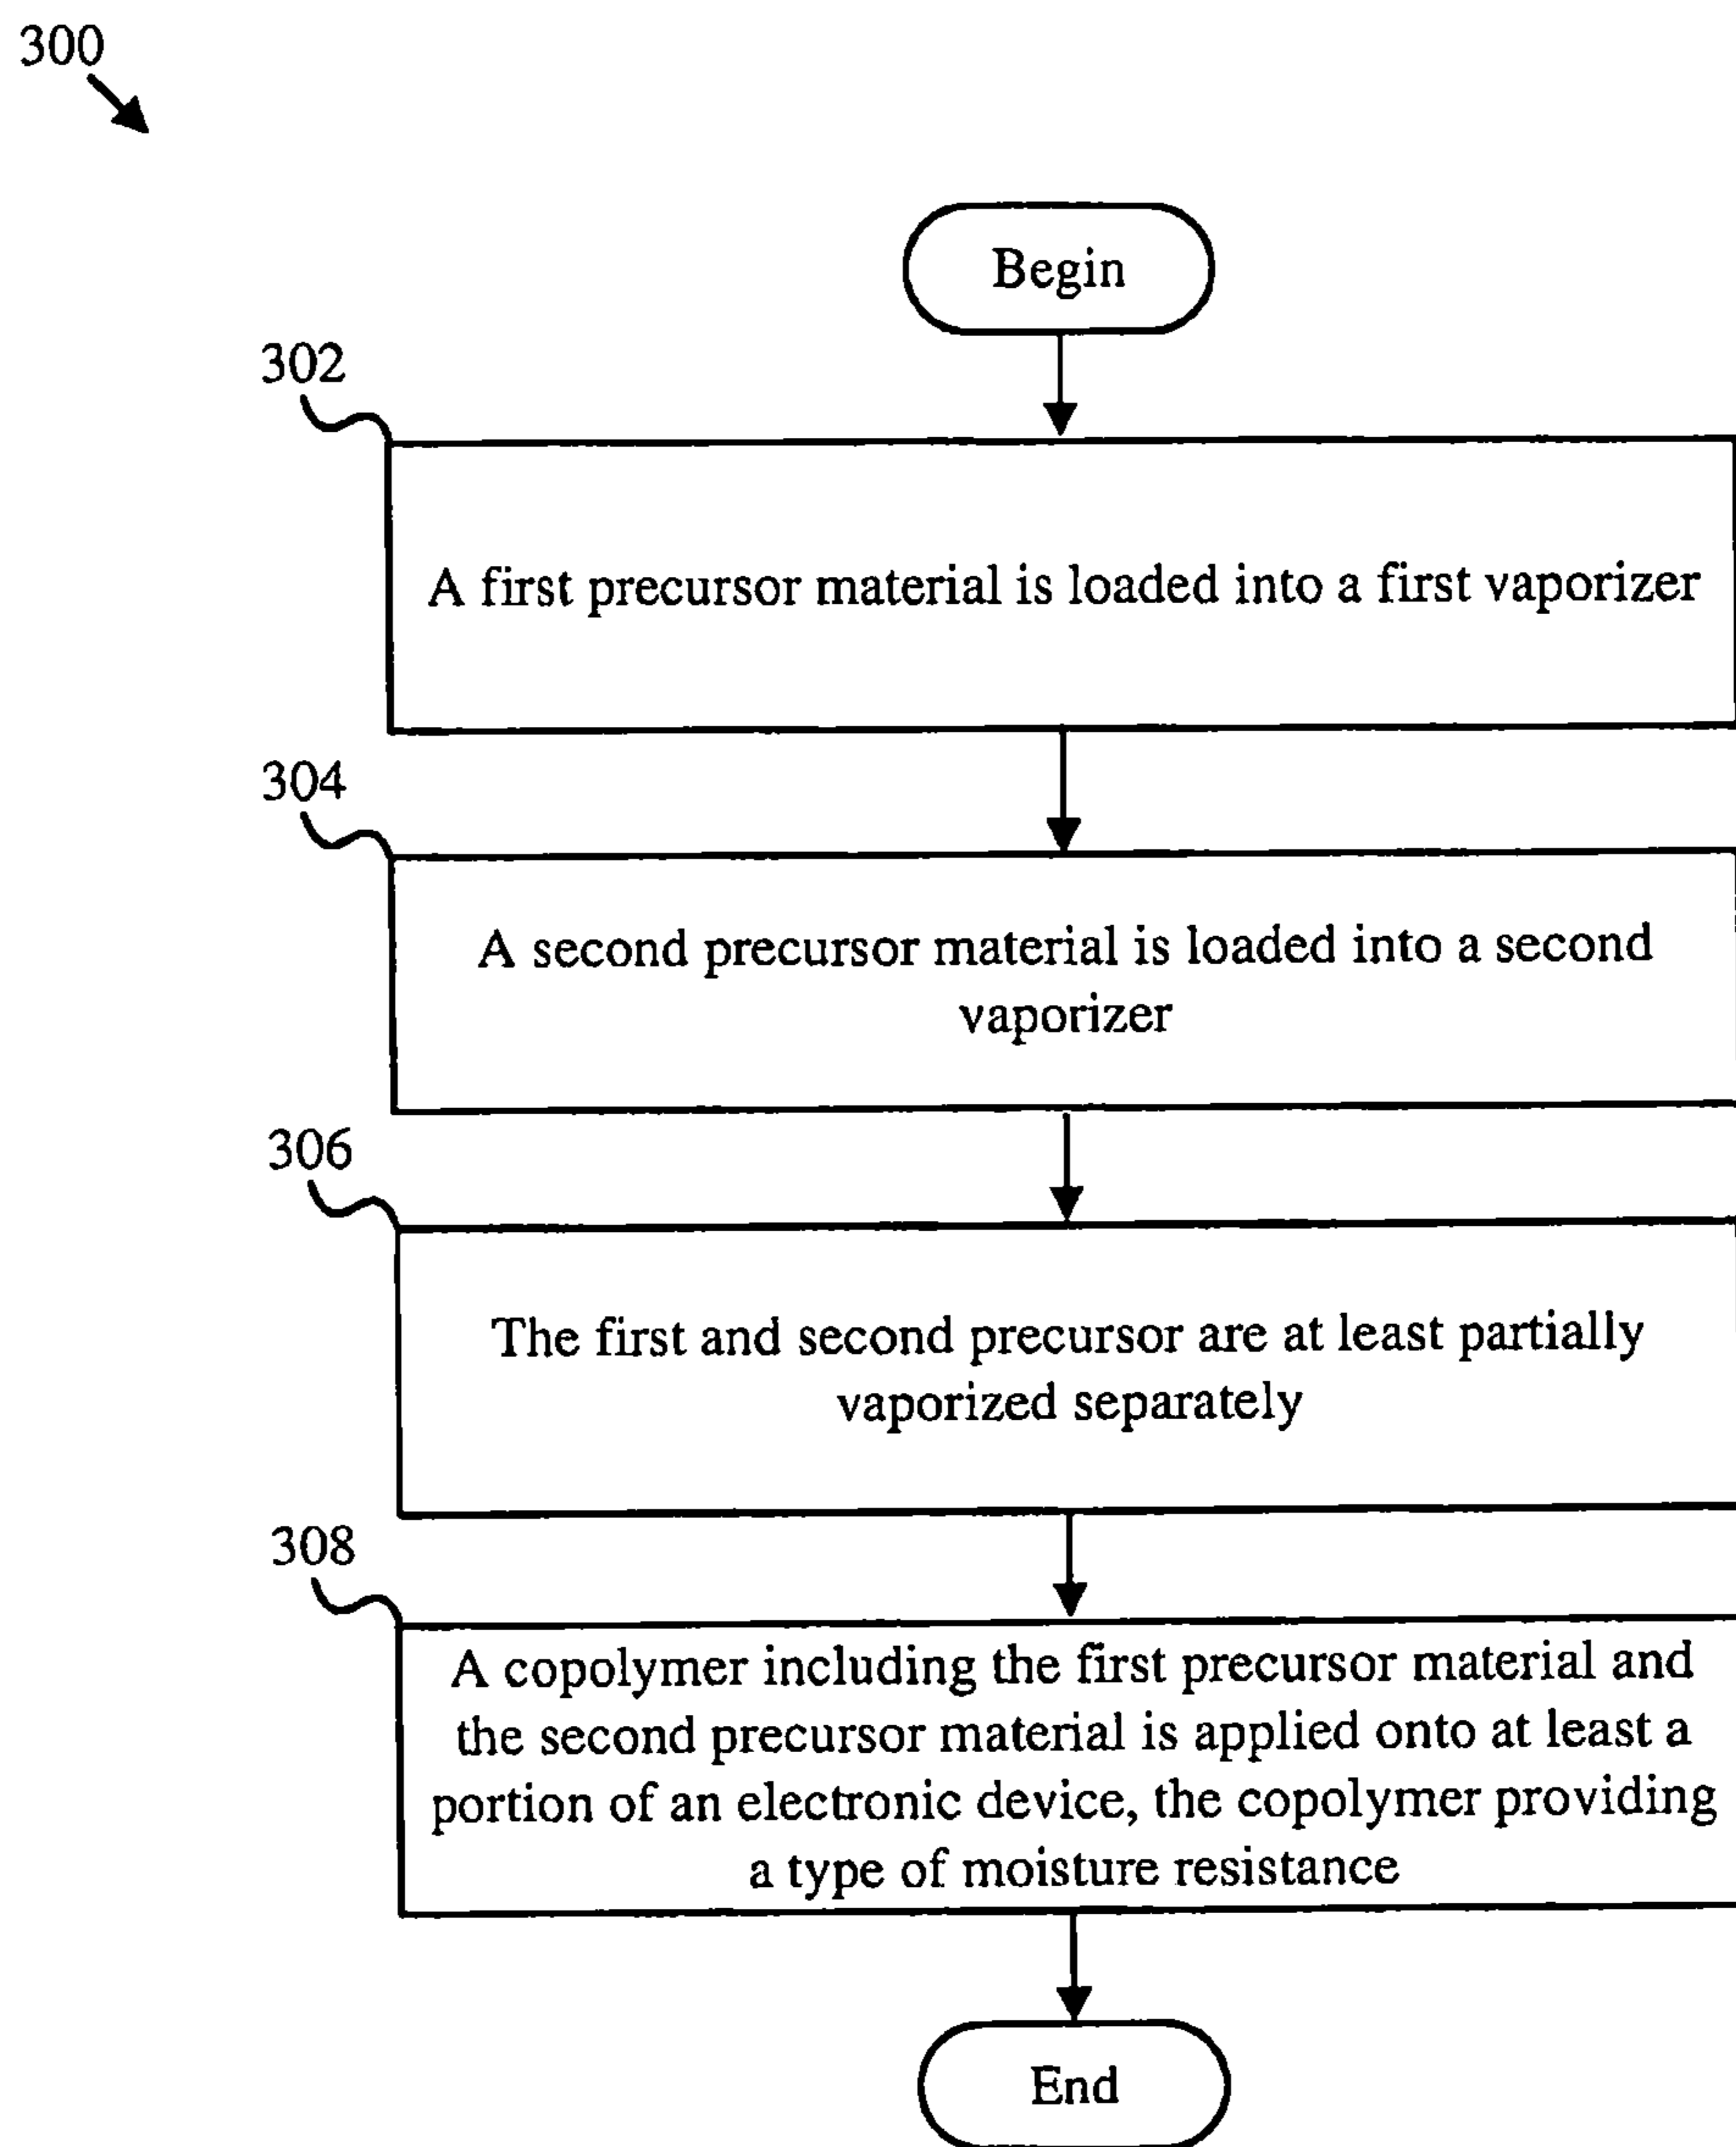 300
Begin
302
A first precursor material is loaded into a first vaporizer
304
A second precursor material is loaded into a second
vaporizer
306
The first and second precursor are at least partially
vaporized separately
308
A copolymer including the first precursor material and
the second precursor material is applied onto at least a
portion of an electronic device, the copolymer providing
a type of moisture resistance
End